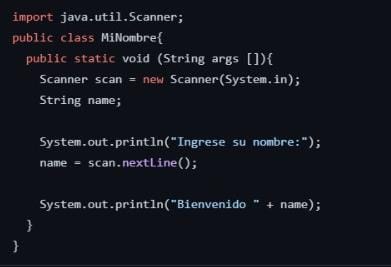 import java.util.Scanner;
public class MiNombre{
  public static void (String args []){
    Scanner scan = new Scanner(System.in);
    String name;

    System.out.println("Ingrese su nombre:");
    name = scan.nextLine();

    System.out.println("Bienvenido " + name);
  }
}